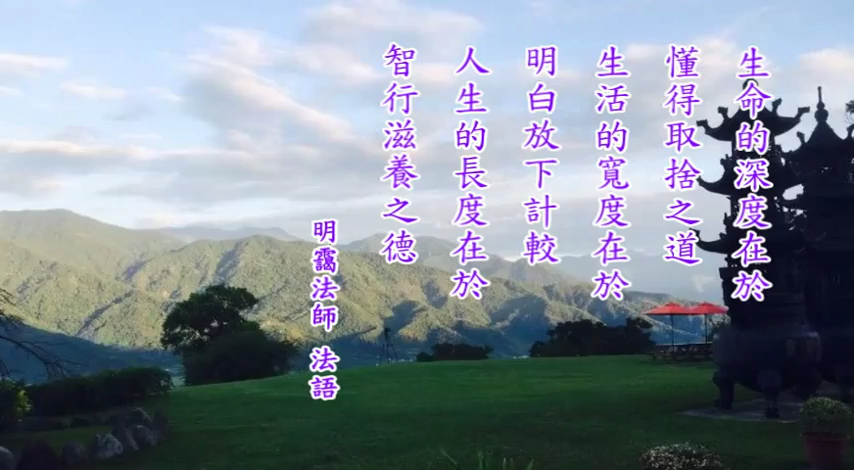 生命的深度在於
懂得取捨之道
生活的寬度在於
明白放下計較
人生的長度在於
智行滋養之德
明靄法師 法語